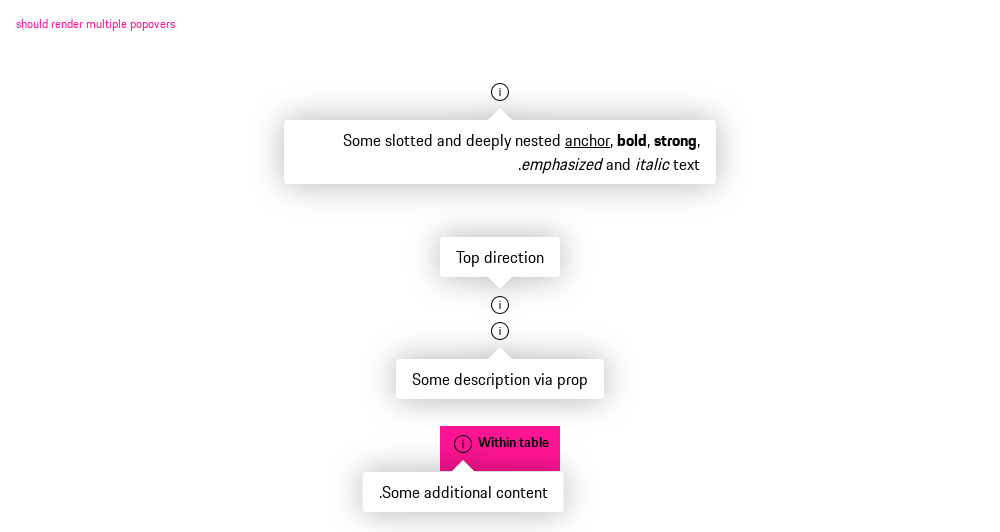 should render multiple popovers
Some slotted and deeply nested anchor, bold, strong,
.emphasized and italic text
Top direction
Some description via prop
Within table
.Some additional content